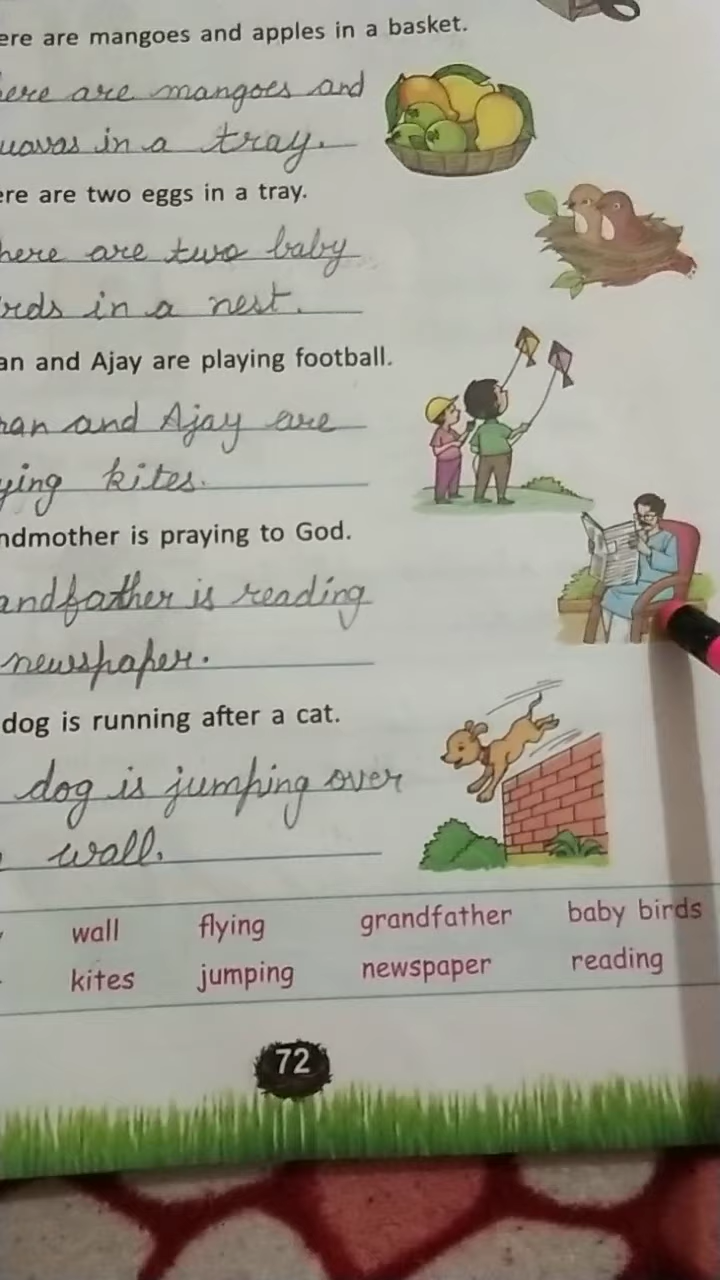 ere are mangoes and apples in a basket.
ere are mangoes and
uavas in a tray.
ere are two eggs in a tray.
here are two baby
rds in a nest.
an and Ajay are playing football.
han and Ajay are
ying kites.
ndmother is praying to God.
andfather is reading
newspaper.
dog is running after a cat.
dog is jumping over
wall.
wall flying grandfather baby birds
kites jumping newspaper reading
72